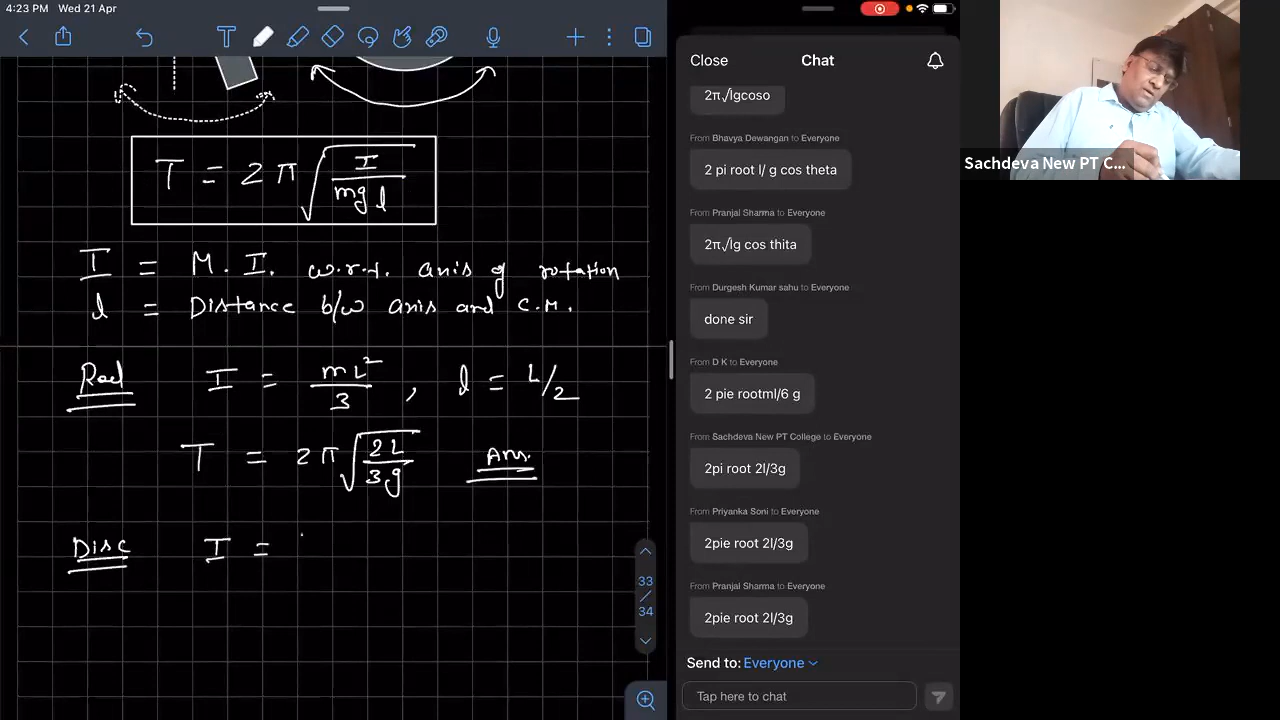 4:23 PM Wed 21 Apr
T = 2π√(I/mgl)
I = M.I. w.r.t. axis of rotation
l = Distance b/w axis and C.M.
Rod I = mL²/3 , l = L/2
T = 2π√(2L/3g) Ans.
Disc I =
33
/
34
Close Chat
2π√lgcoso
From Bhavya Dewangan to Everyone
2 pi root l/ g cos theta
From Pranjal Sharma to Everyone
2π√lg cos thita
From Durgesh Kumar sahu to Everyone
done sir
From D K to Everyone
2 pie rootml/6 g
From Sachdeva New PT College to Everyone
2pi root 2l/3g
From Priyanka Soni to Everyone
2pie root 2l/3g
From Pranjal Sharma to Everyone
2pie root 2l/3g
Send to: Everyone
Tap here to chat
Sachdeva New PT C...